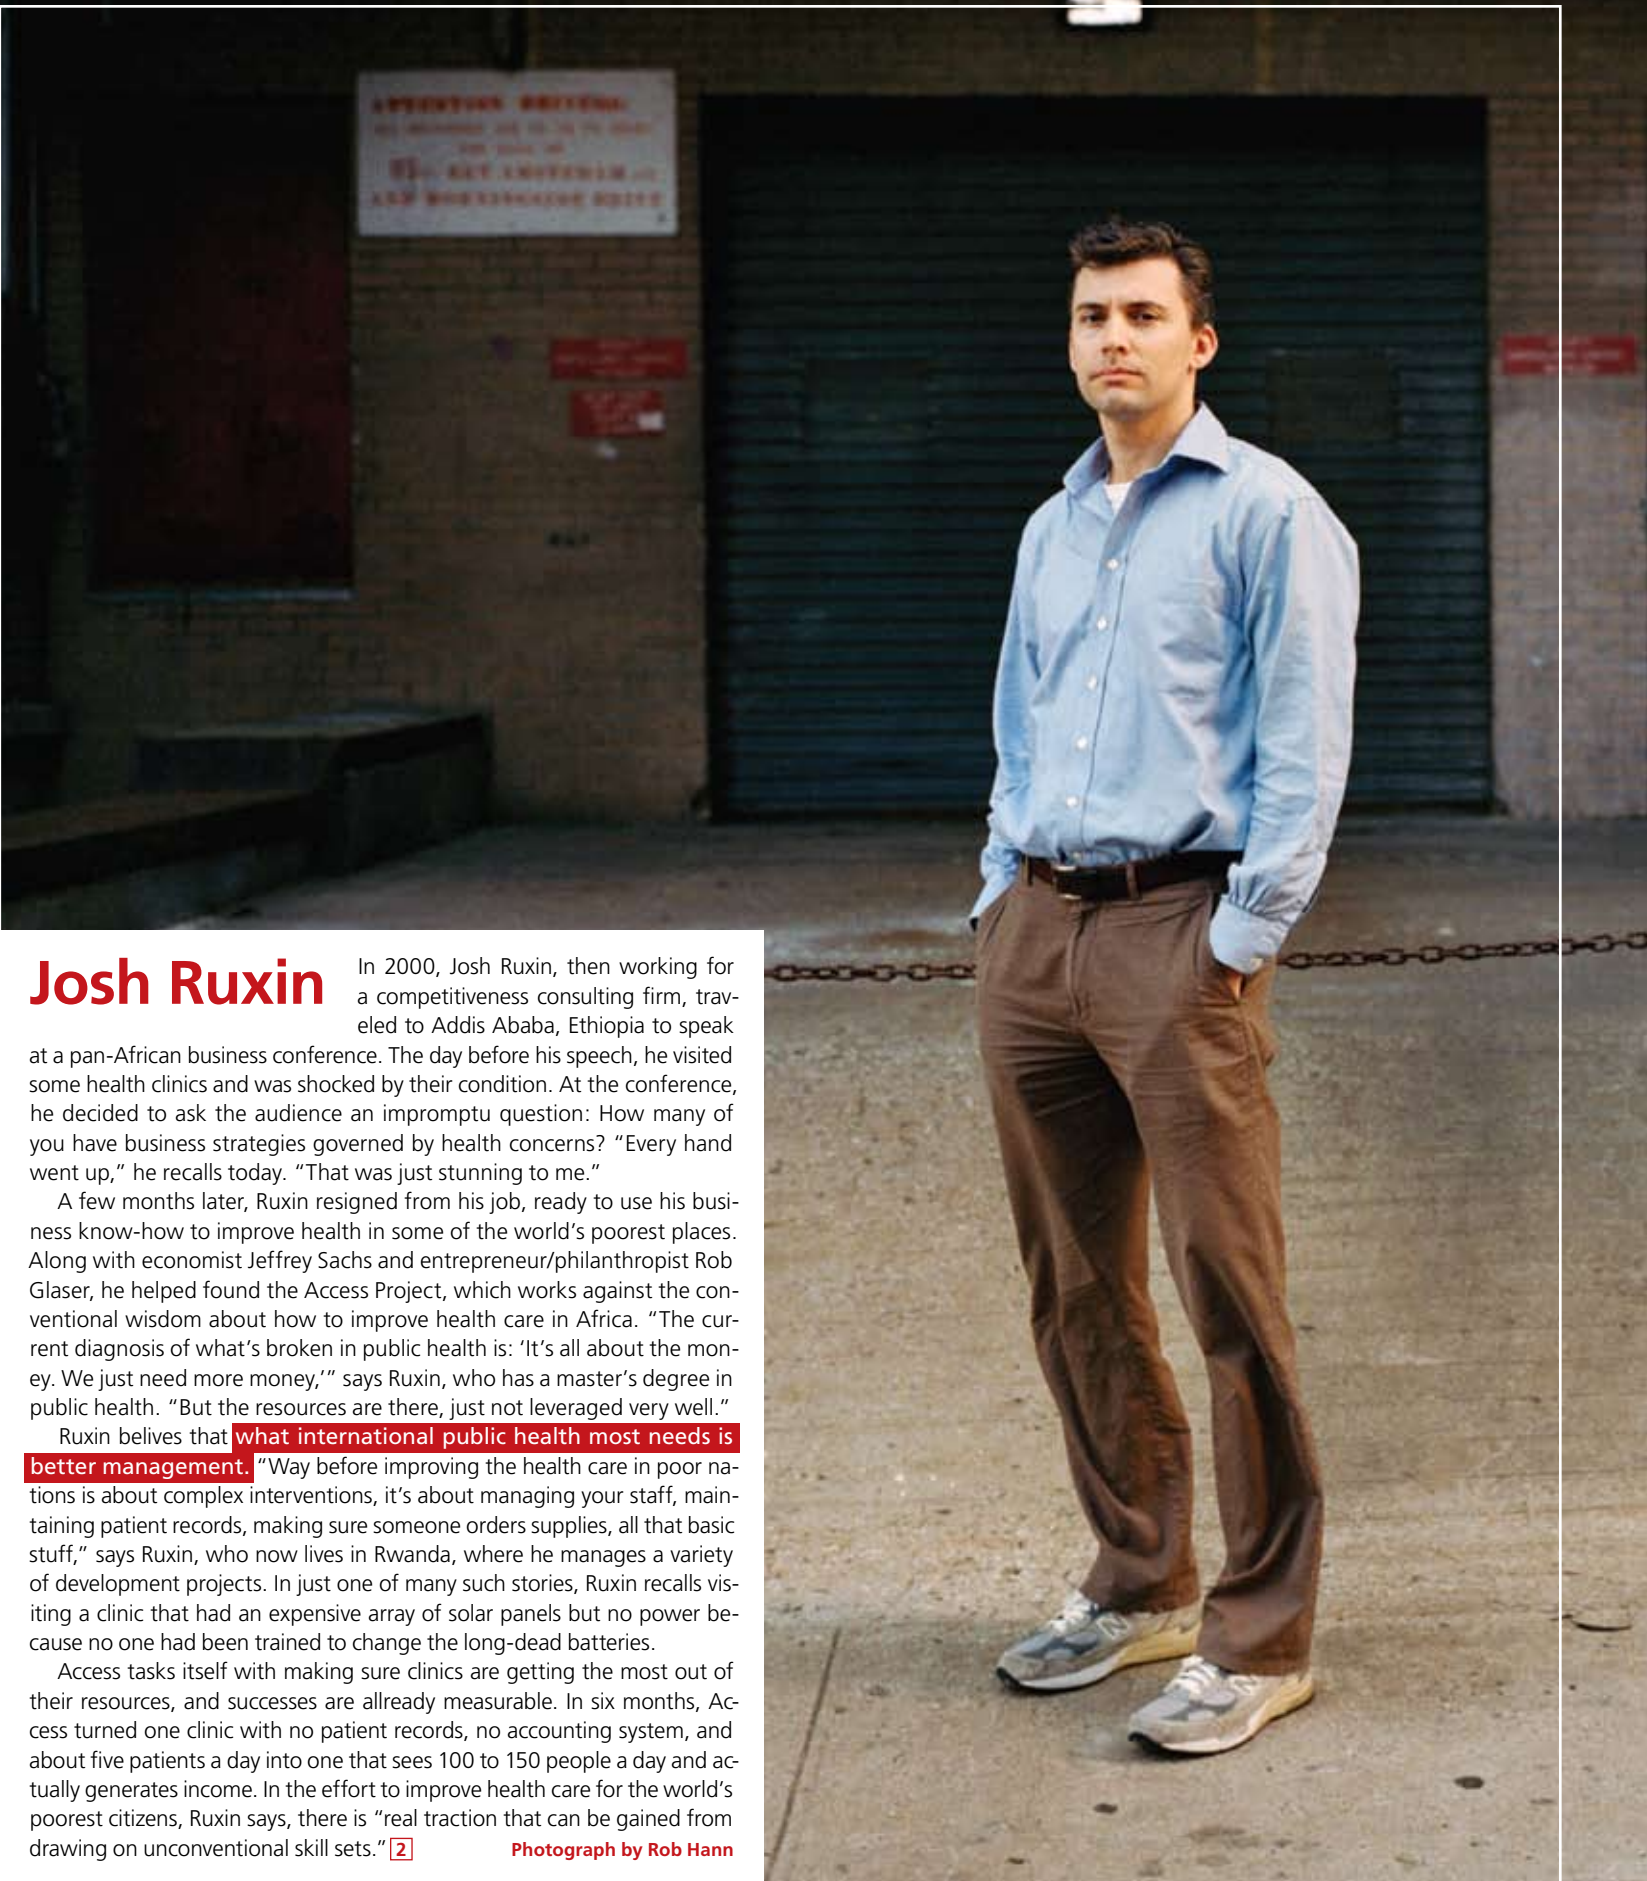 ATTENTION DRIVERS
Josh Ruxin
In 2000, Josh Ruxin, then working for
a competitiveness consulting firm, trav-
eled to Addis Ababa, Ethiopia to speak
at a pan-African business conference. The day before his speech, he visited
some health clinics and was shocked by their condition. At the conference,
he decided to ask the audience an impromptu question: How many of
you have business strategies governed by health concerns? “Every hand
went up,” he recalls today. “That was just stunning to me.”
A few months later, Ruxin resigned from his job, ready to use his busi-
ness know-how to improve health in some of the world's poorest places.
Along with economist Jeffrey Sachs and entrepreneur/philanthropist Rob
Glaser, he helped found the Access Project, which works against the con-
ventional wisdom about how to improve health care in Africa. “The cur-
rent diagnosis of what's broken in public health is: ‘It's all about the mon-
ey. We just need more money,’” says Ruxin, who has a master's degree in
public health. “But the resources are there, just not leveraged very well.”
Ruxin belives that what international public health most needs is
better management. “Way before improving the health care in poor na-
tions is about complex interventions, it's about managing your staff, main-
taining patient records, making sure someone orders supplies, all that basic
stuff,” says Ruxin, who now lives in Rwanda, where he manages a variety
of development projects. In just one of many such stories, Ruxin recalls vis-
iting a clinic that had an expensive array of solar panels but no power be-
cause no one had been trained to change the long-dead batteries.
Access tasks itself with making sure clinics are getting the most out of
their resources, and successes are allready measurable. In six months, Ac-
cess turned one clinic with no patient records, no accounting system, and
about five patients a day into one that sees 100 to 150 people a day and ac-
tually generates income. In the effort to improve health care for the world's
poorest citizens, Ruxin says, there is “real traction that can be gained from
drawing on unconventional skill sets.” 2
Photograph by Rob Hann
N